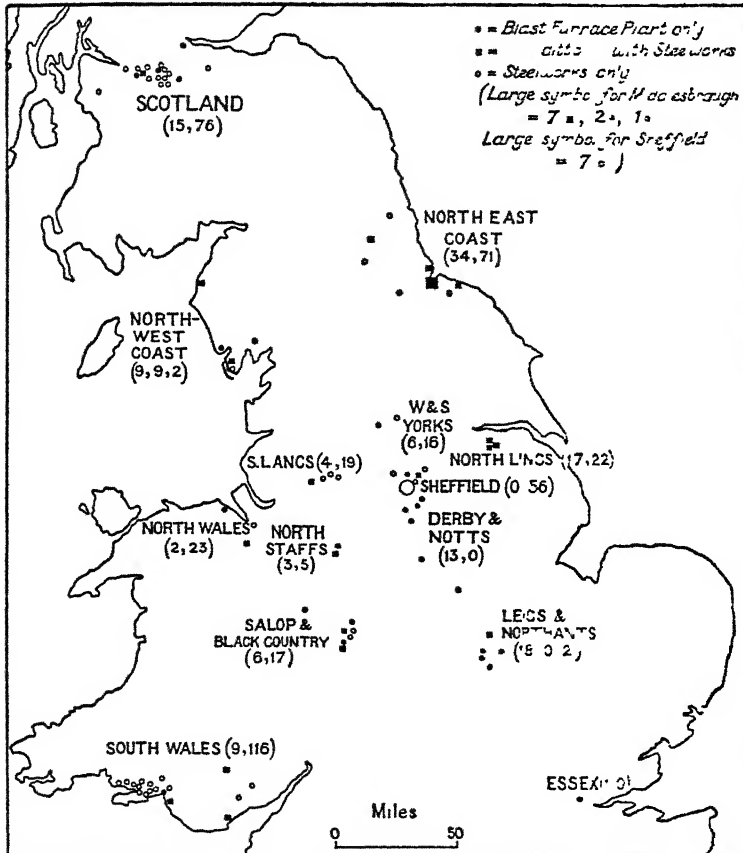 • = Blast Furnace Plant only
■ = ditto with Steelworks
○ = Steelworks only
(Large symbol for
= 7 ■, 2 •, 1 ○
Large symbol for Sheffield
= 7 ○)
SCOTLAND
(15,76)
NORTH EAST
COAST
(34,71)
NORTH-
WEST
COAST
(9,9,2)
W&S
YORKS
(6,16)
S.LANCS (4,19)
NORTH LINCS (17,22)
SHEFFIELD (0 56)
NORTH WALES
(2,23)
NORTH
STAFFS
(3,5)
DERBY &
NOTTS
(13,0)
SALOP &
BLACK COUNTRY
(6,17)
LEICS &
NORTHANTS
SOUTH WALES (9,116)
ESSEX
Miles
0 50